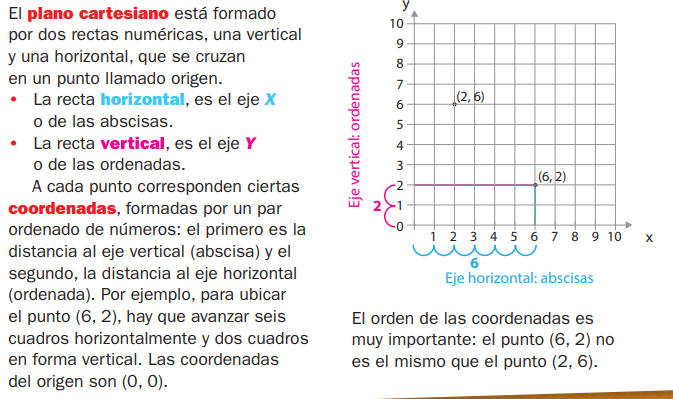 El plano cartesiano está formado
por dos rectas numéricas, una vertical
y una horizontal, que se cruzan
en un punto llamado origen.
• La recta horizontal, es el eje X
o de las abscisas.
• La recta vertical, es el eje Y
o de las ordenadas.
A cada punto corresponden ciertas
coordenadas, formadas por un par
ordenado de números: el primero es la
distancia al eje vertical (abscisa) y el
segundo, la distancia al eje horizontal
(ordenada). Por ejemplo, para ubicar
el punto (6, 2), hay que avanzar seis
cuadros horizontalmente y dos cuadros
en forma vertical. Las coordenadas
del origen son (0, 0).
y
10
9
8
7
6
5
4
3
2
1
0
Eje vertical: ordenadas
2
(2, 6)
(6, 2)
1 2 3 4 5 6 7 8 9 10 x
6
Eje horizontal: abscisas
El orden de las coordenadas es
muy importante: el punto (6, 2) no
es el mismo que el punto (2, 6).